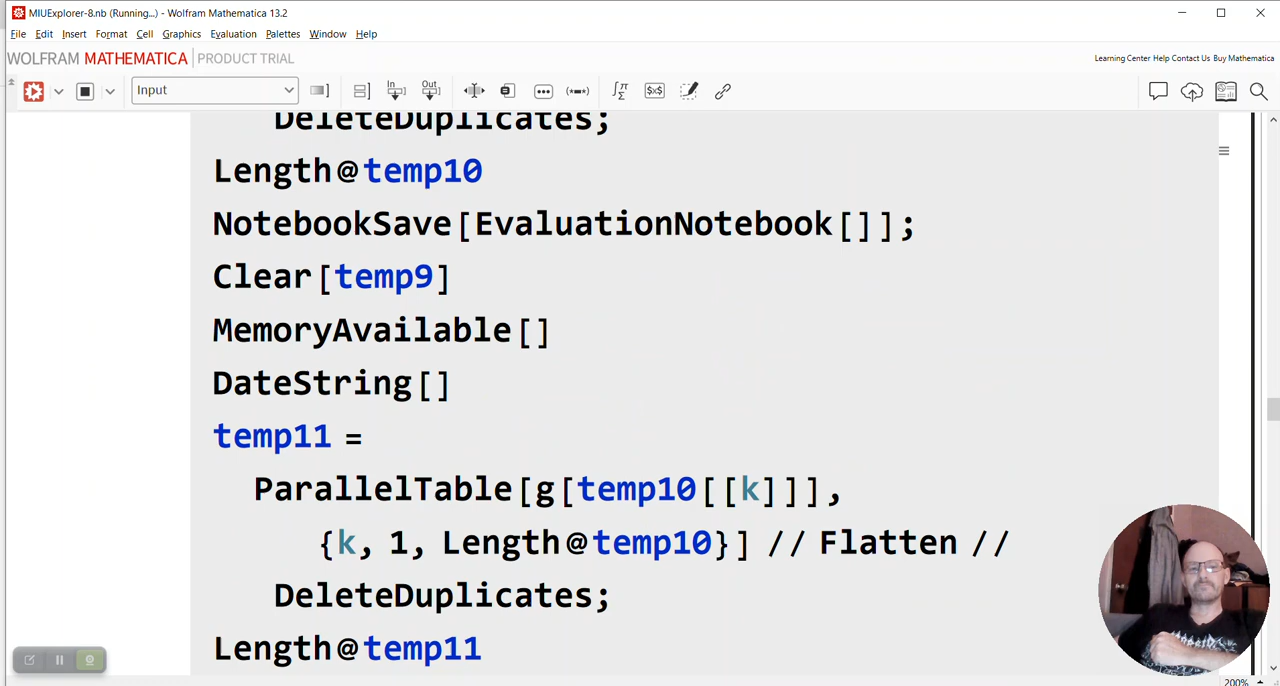 MIUExplorer-8.nb (Running...) - Wolfram Mathematica 13.2
File Edit Insert Format Cell Graphics Evaluation Palettes Window Help
WOLFRAM MATHEMATICA PRODUCT TRIAL
Learning Center Help Contact Us Buy Mathematica
Input In Out $x$
DeleteDuplicates;
Length@temp10
NotebookSave[EvaluationNotebook[]];
Clear[temp9]
MemoryAvailable[]
DateString[]
temp11 =
ParallelTable[g[temp10[[k]]],
{k, 1, Length@temp10}] // Flatten //
DeleteDuplicates;
Length@temp11
200%